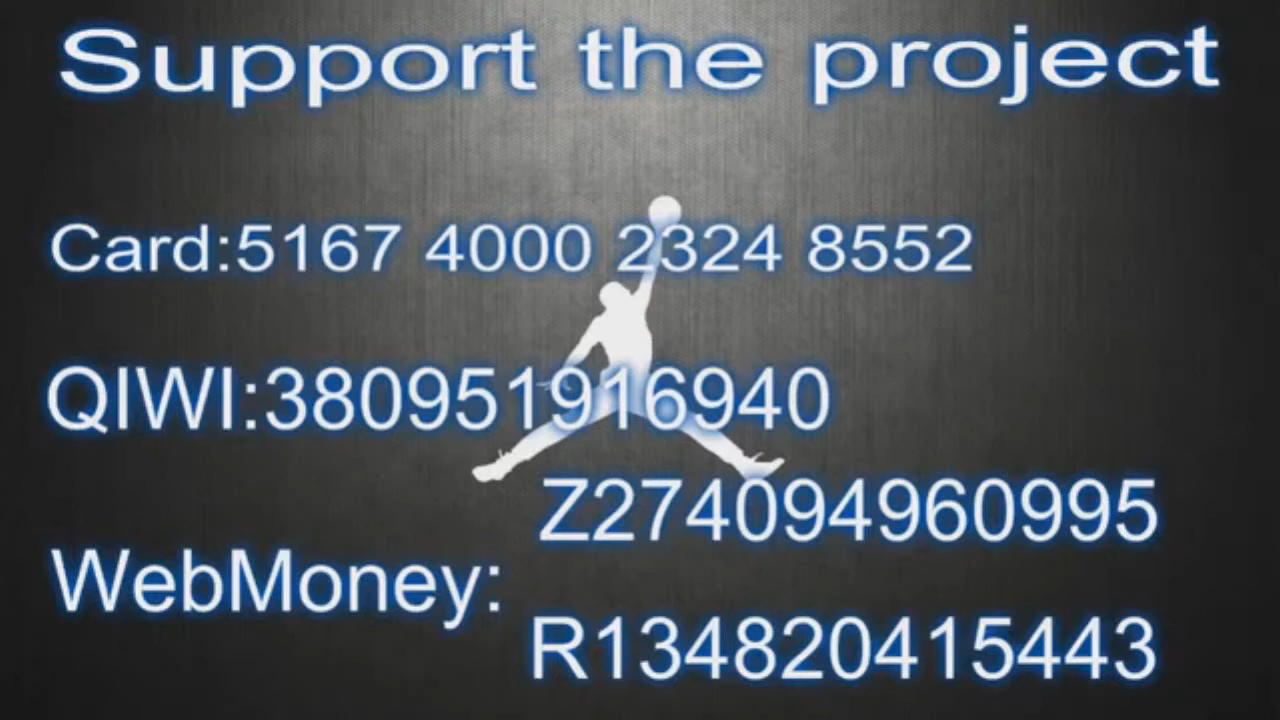 Support the project
Card:5167 4000 2324 8552
QIWI:380951916940
Z274094960995
WebMoney:
R134820415443